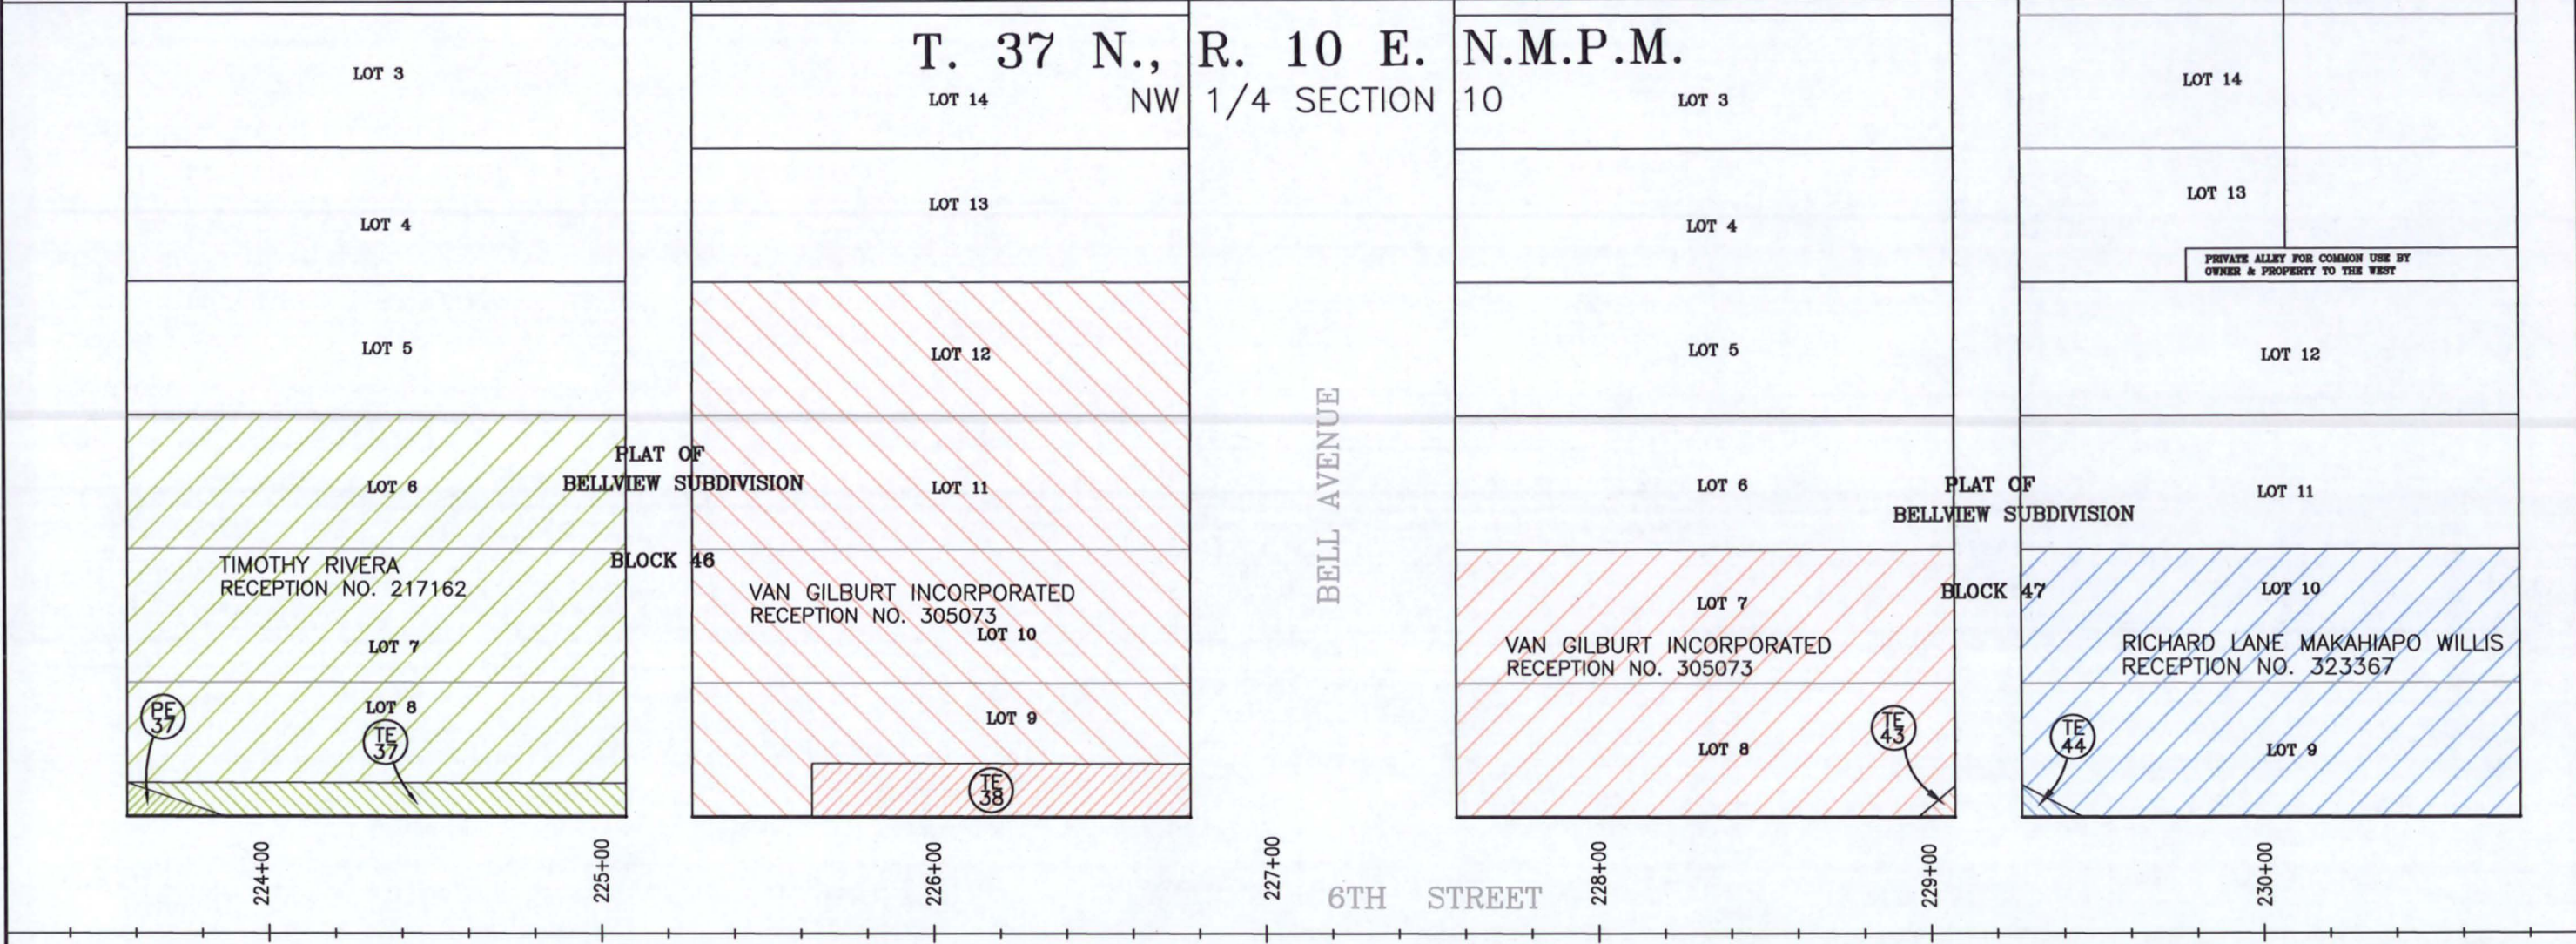 T. 37 N., R. 10 E. N.M.P.M.
NW 1/4 SECTION 10
LOT 3
LOT 4
LOT 5
LOT 6
TIMOTHY RIVERA
RECEPTION NO. 217162
LOT 7
LOT 8
PE
37
TE
37
PLAT OF
BELLVIEW SUBDIVISION
BLOCK 46
LOT 14
LOT 13
LOT 12
LOT 11
VAN GILBURT INCORPORATED
RECEPTION NO. 305073
LOT 10
LOT 9
TE
38
BELL AVENUE
LOT 3
LOT 4
LOT 5
LOT 6
LOT 7
VAN GILBURT INCORPORATED
RECEPTION NO. 305073
LOT 8
TE
43
PLAT OF
BELLVIEW SUBDIVISION
BLOCK 47
LOT 14
LOT 13
PRIVATE ALLEY FOR COMMON USE BY
OWNER & PROPERTY TO THE WEST
LOT 12
LOT 11
LOT 10
RICHARD LANE MAKAHIAPO WILLIS
RECEPTION NO. 323367
TE
44
LOT 9
224+00
225+00
226+00
227+00
228+00
229+00
230+00
6TH STREET